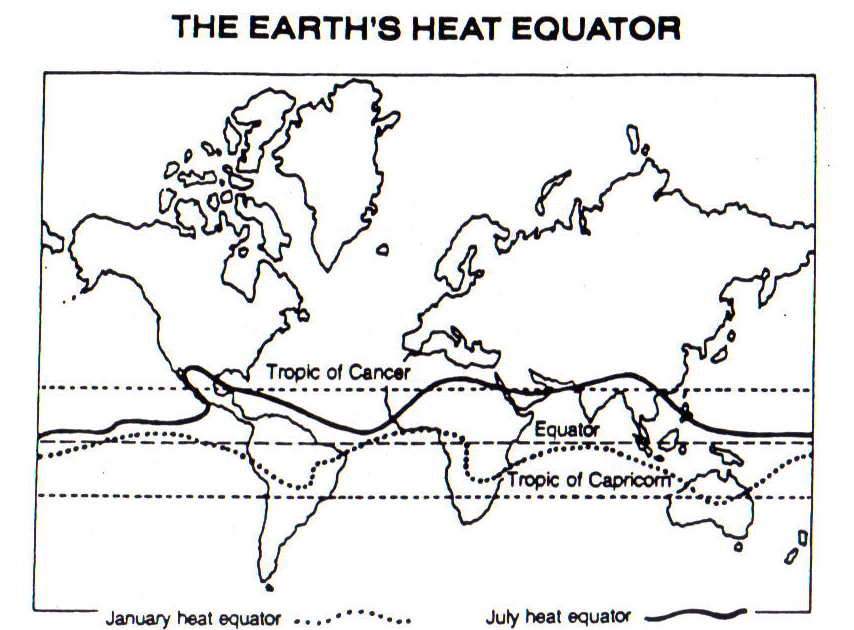 THE EARTH'S HEAT EQUATOR
Tropic of Cancer
Equator
Tropic of Capricorn
January heat equator
July heat equator